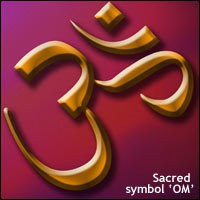 ॐ
Sacred
symbol 'OM'